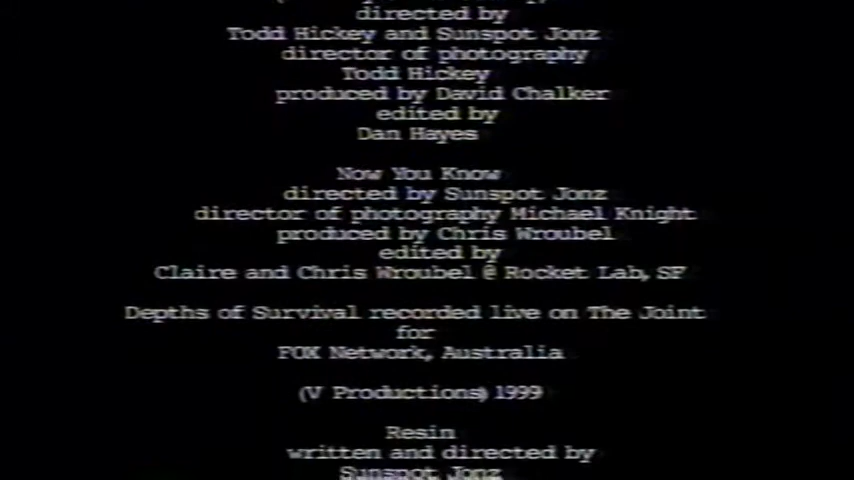 directed by
Todd Hickey and Sunspot Jonz
director of photography
Todd Hickey
produced by David Chalker
edited by
Dan Hayes
Now You Know
directed by Sunspot Jonz
director of photography Michael Knight
produced by Chris Wroubel
edited by
Claire and Chris Wroubel @ Rocket Lab, SF
Depths of Survival recorded live on The Joint
for
FOX Network, Australia
(V Productions) 1999
Resin
written and directed by
Sunspot Jonz